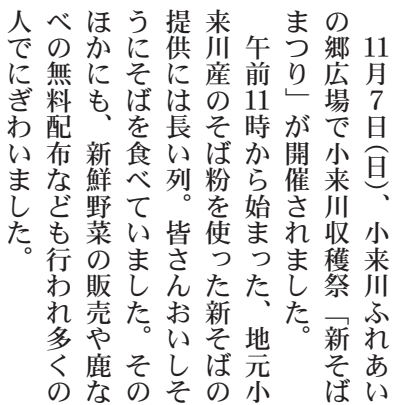 11月7日(日)、小来川ふれあい
の郷広場で小来川収穫祭「新そば
まつり」が開催されました。
午前11時から始まった、地元小
来川産のそば粉を使った新そばの
提供には長い列。皆さんおいしそ
うにそばを食べていました。その
ほかにも、新鮮野菜の販売や鹿な
べの無料配布なども行われ多くの
人でにぎわいました。